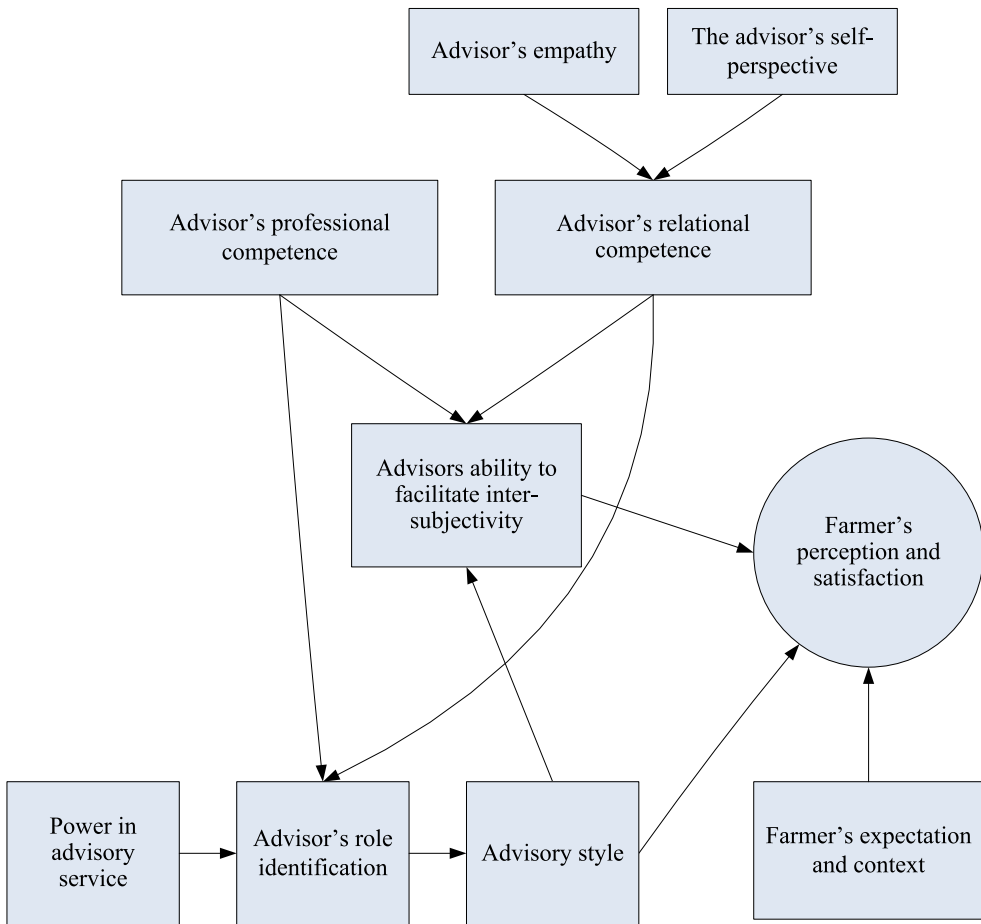 Advisor’s empathy
The advisor’s self-
perspective
Advisor’s professional
competence
Advisor’s relational
competence
Advisors ability to
facilitate inter-
subjectivity
Farmer’s
perception and
satisfaction
Power in
advisory
service
Advisor’s role
identification
Advisory style
Farmer’s expectation
and context